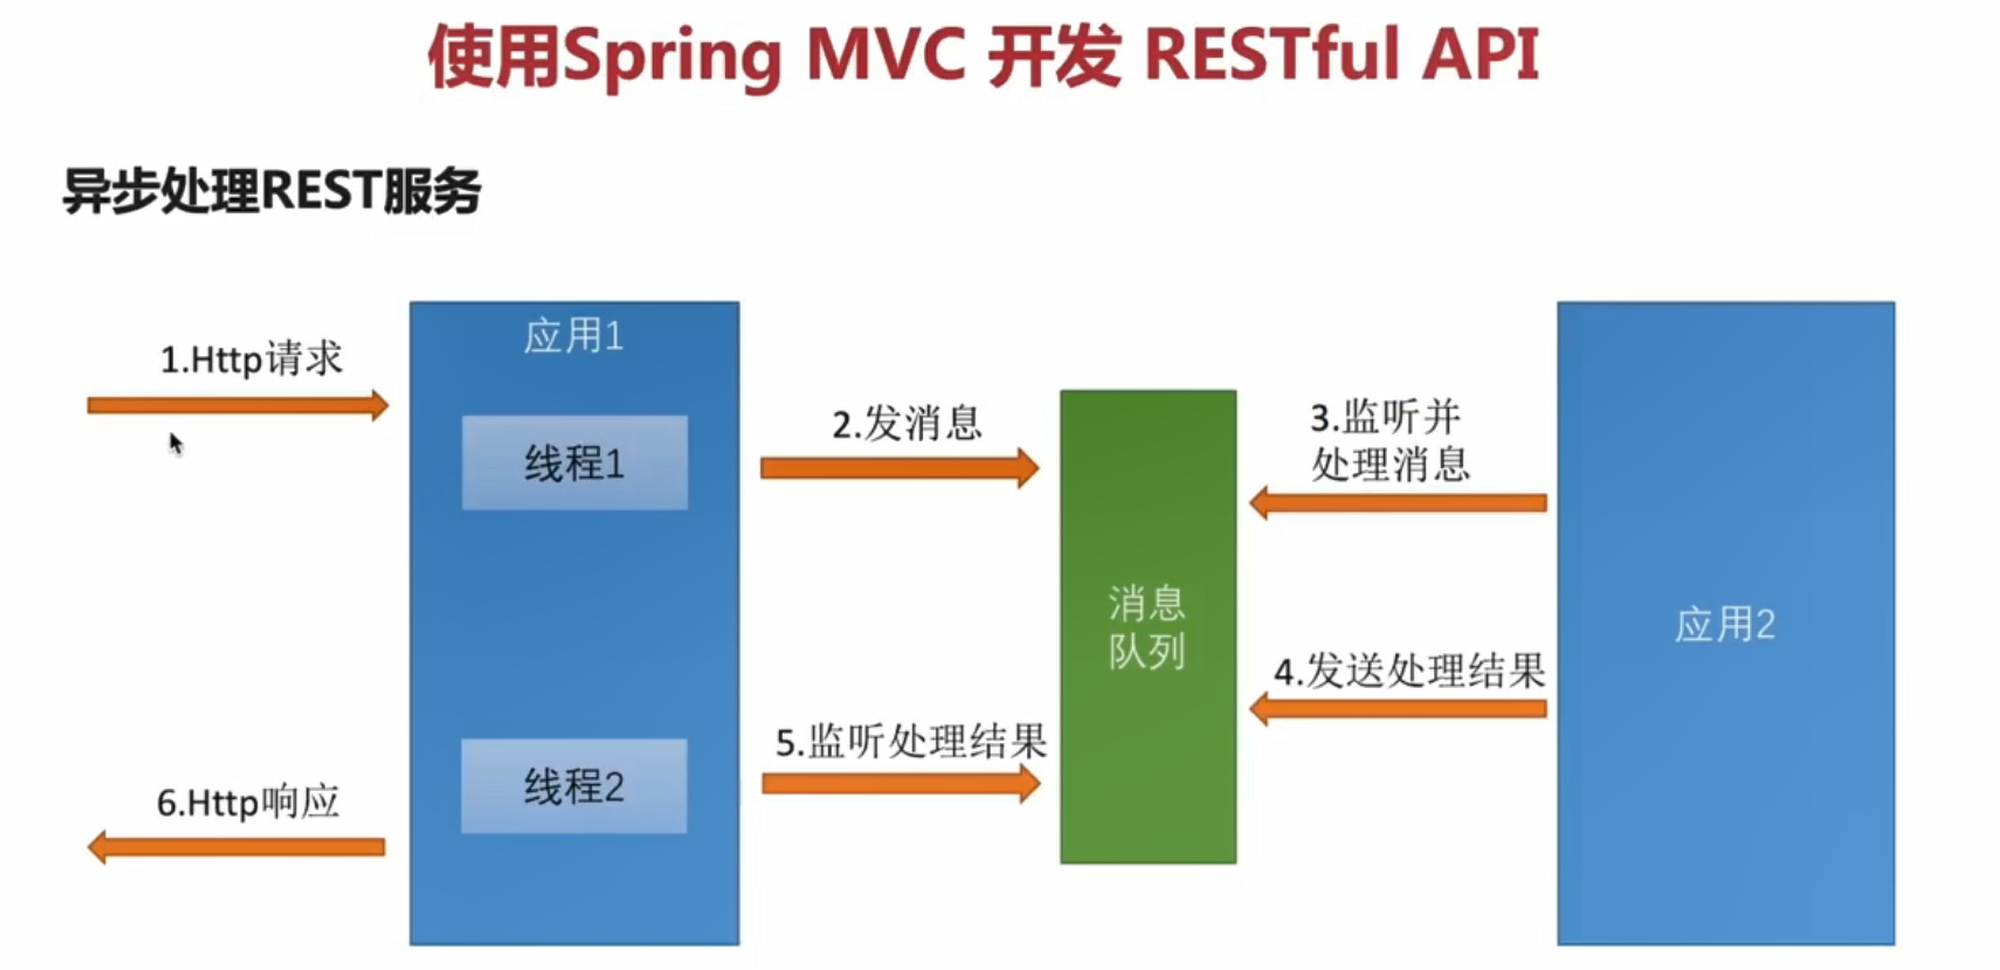 使用Spring MVC 开发 RESTful API
异步处理REST服务
1.Http请求
应用1
线程1
2.发消息
3.监听并
处理消息
消息
队列
应用2
4.发送处理结果
5.监听处理结果
线程2
6.Http响应